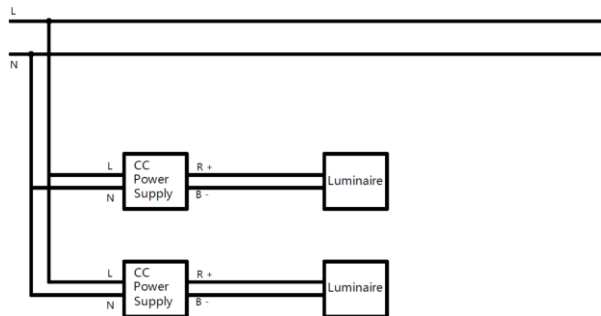 L
N
L
CC
Power
Supply
N
R +
B -
Luminaire
L
CC
Power
Supply
N
R +
B -
Luminaire